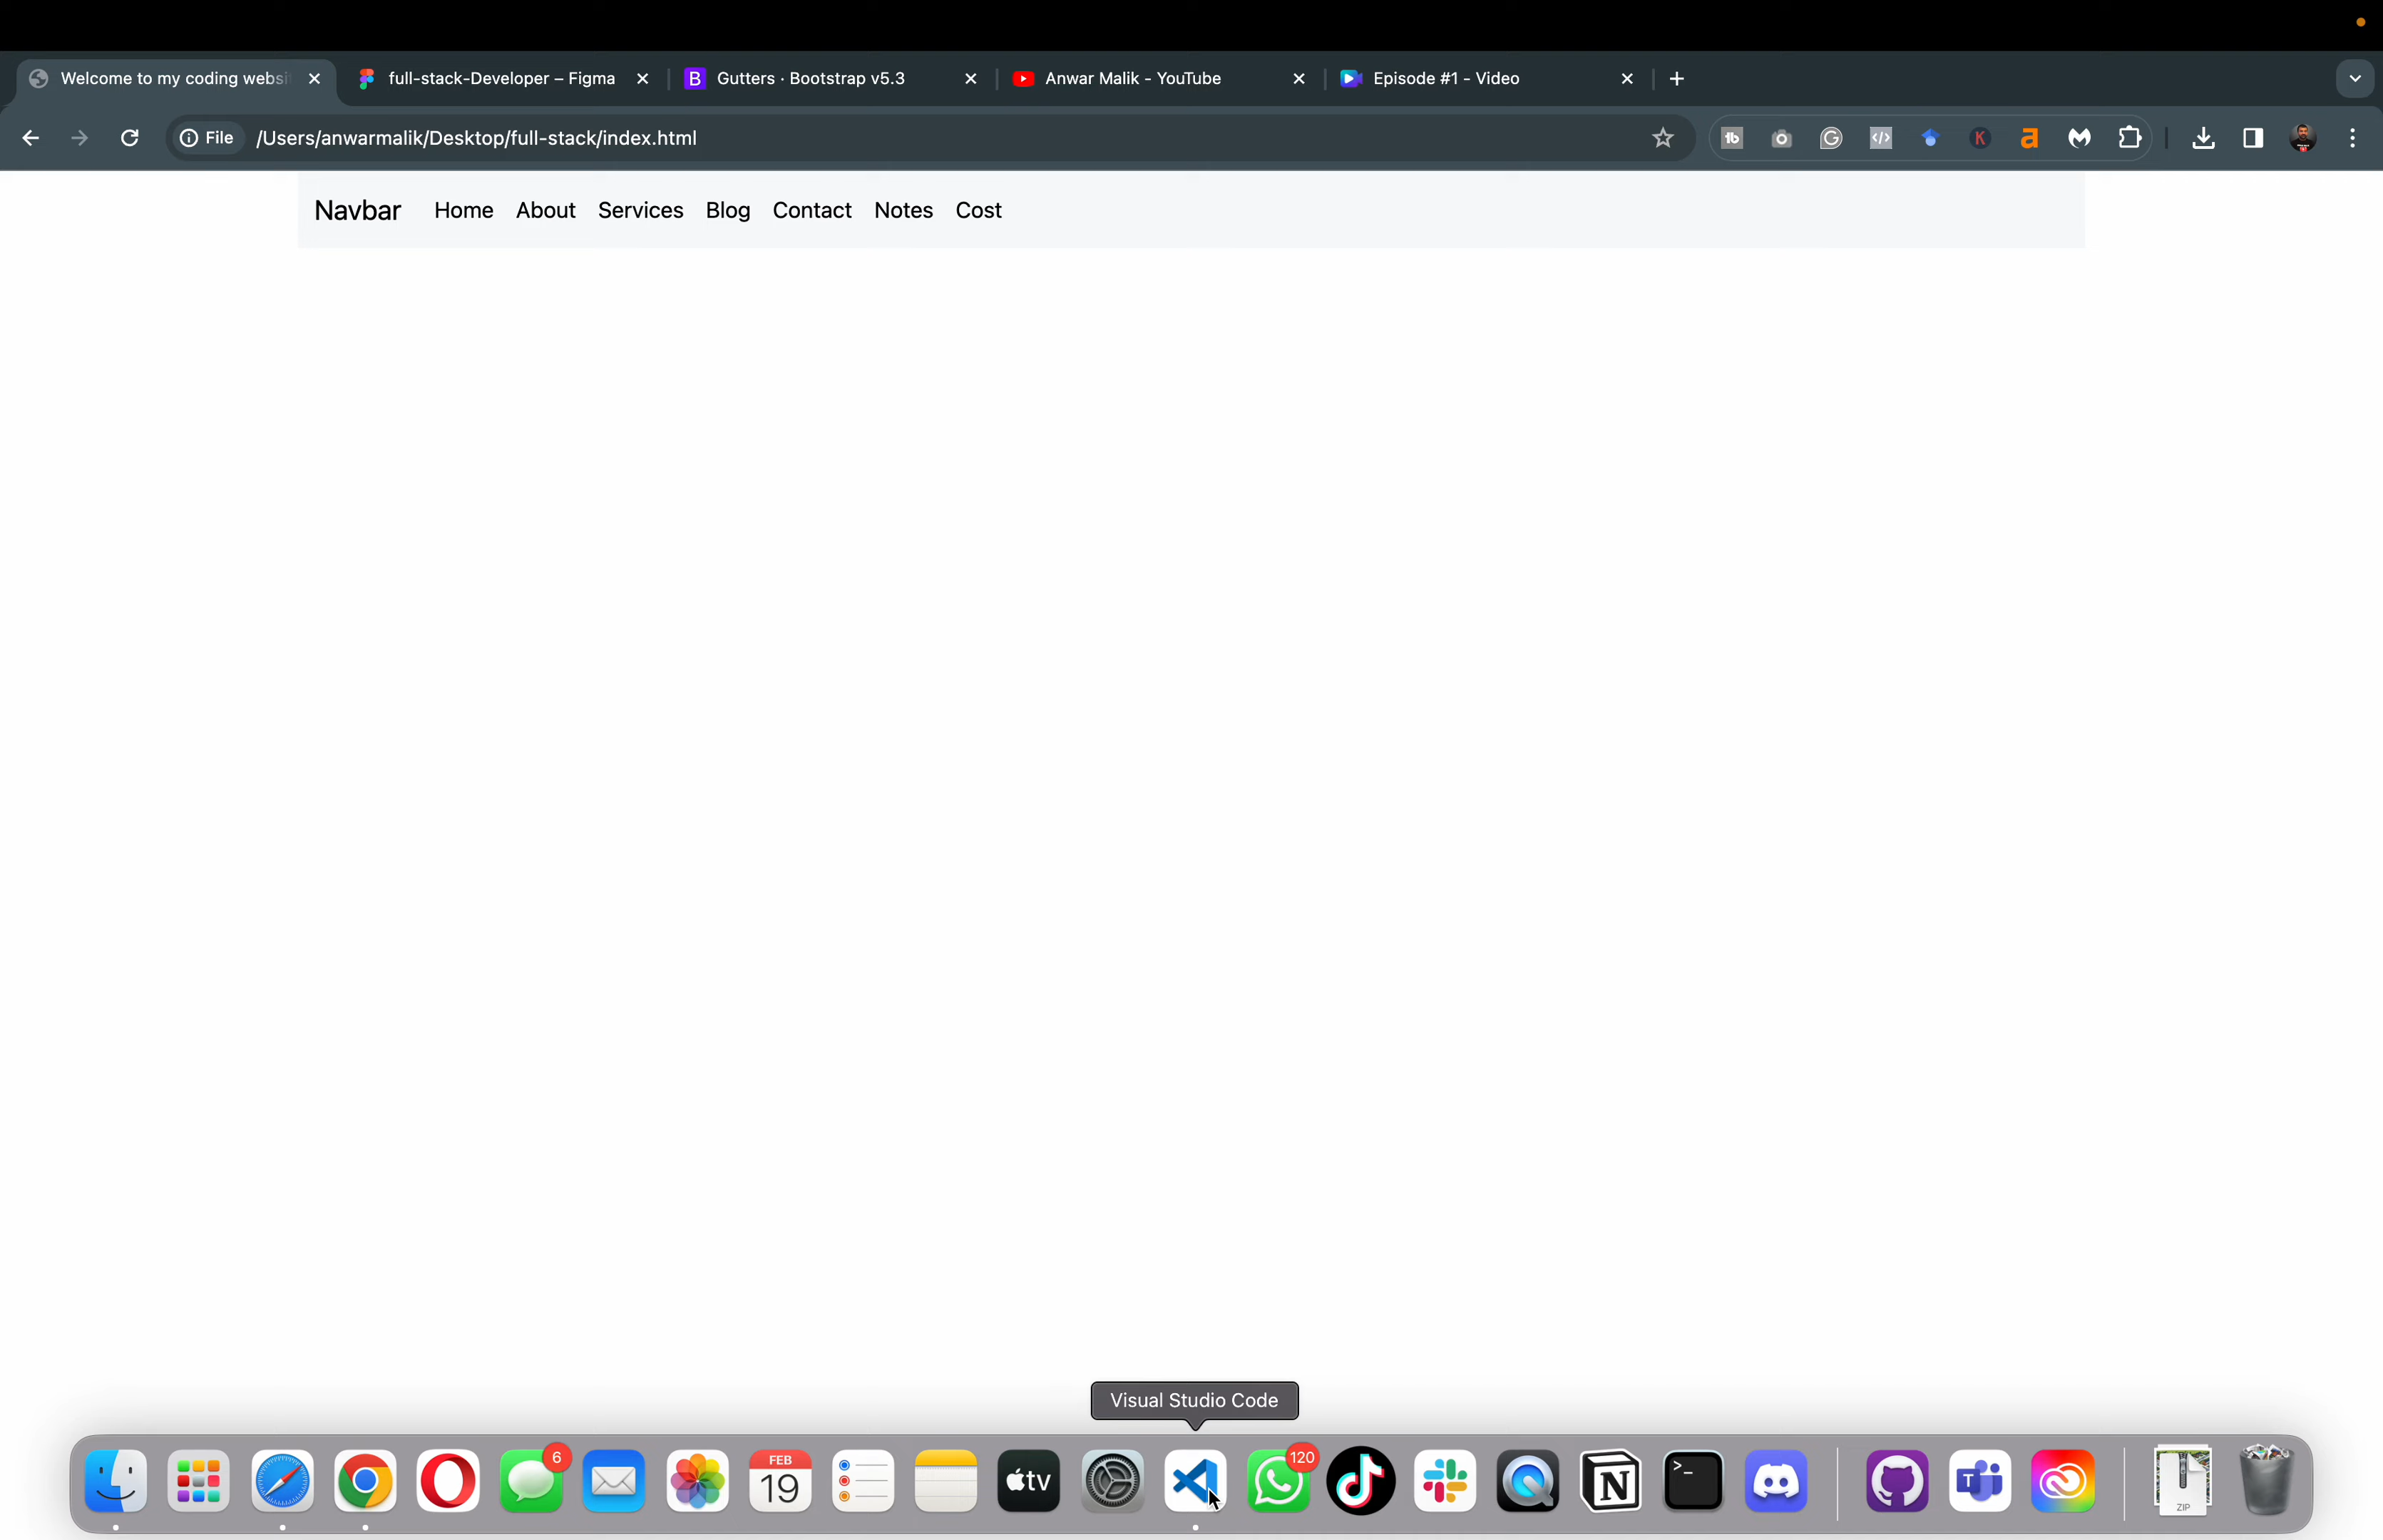 Welcome to my coding websi
full-stack-Developer – Figma
Gutters · Bootstrap v5.3
Anwar Malik - YouTube
Episode #1 - Video
File
/Users/anwarmalik/Desktop/full-stack/index.html
Navbar Home About Services Blog Contact Notes Cost
Visual Studio Code
6
FEB
19
tv
120
ZIP